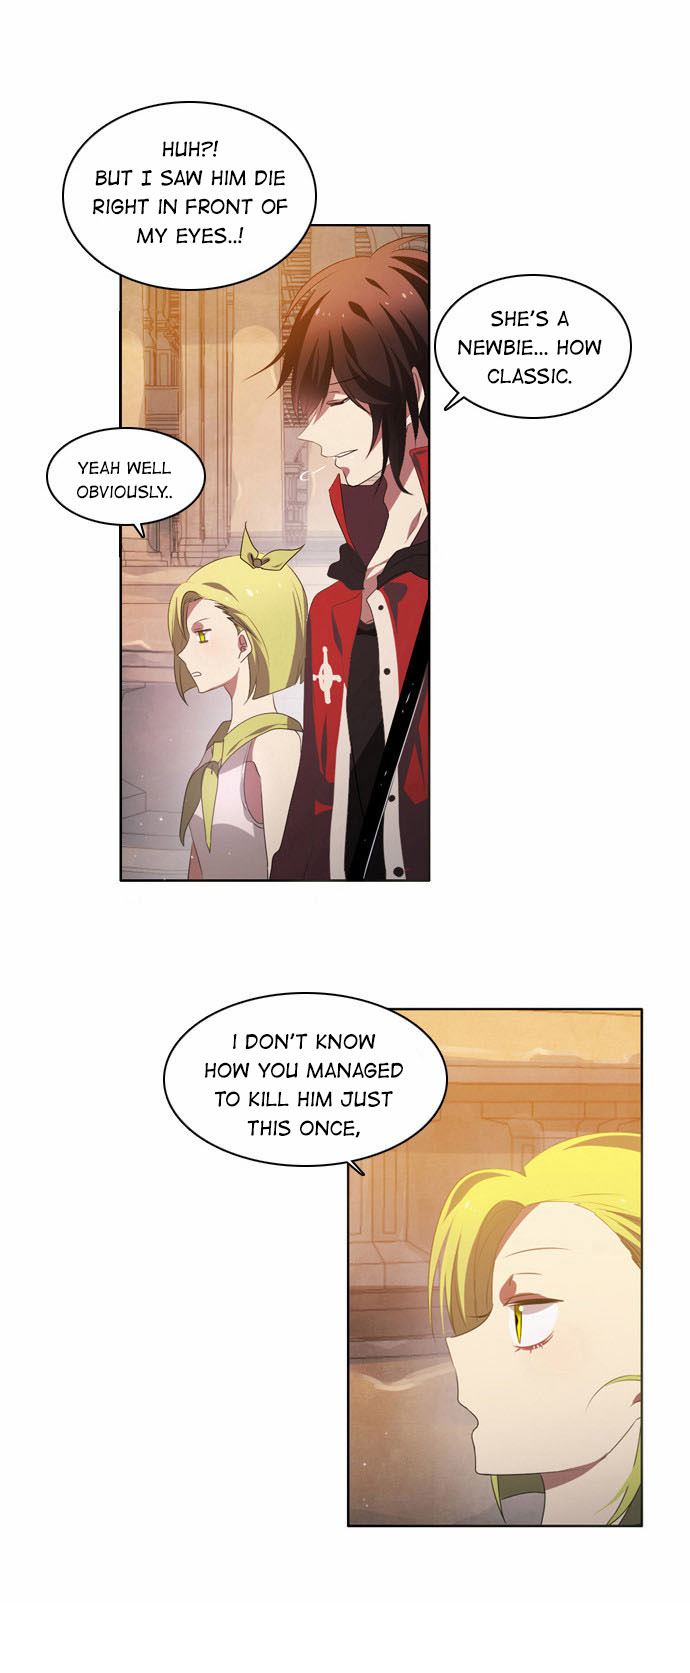 HUH?!
BUT I SAW HIM DIE
RIGHT IN FRONT OF
MY EYES..!
SHE'S A
NEWBIE... HOW
CLASSIC.
YEAH WELL
OBVIOUSLY..
I DON'T KNOW
HOW YOU MANAGED
TO KILL HIM JUST
THIS ONCE,